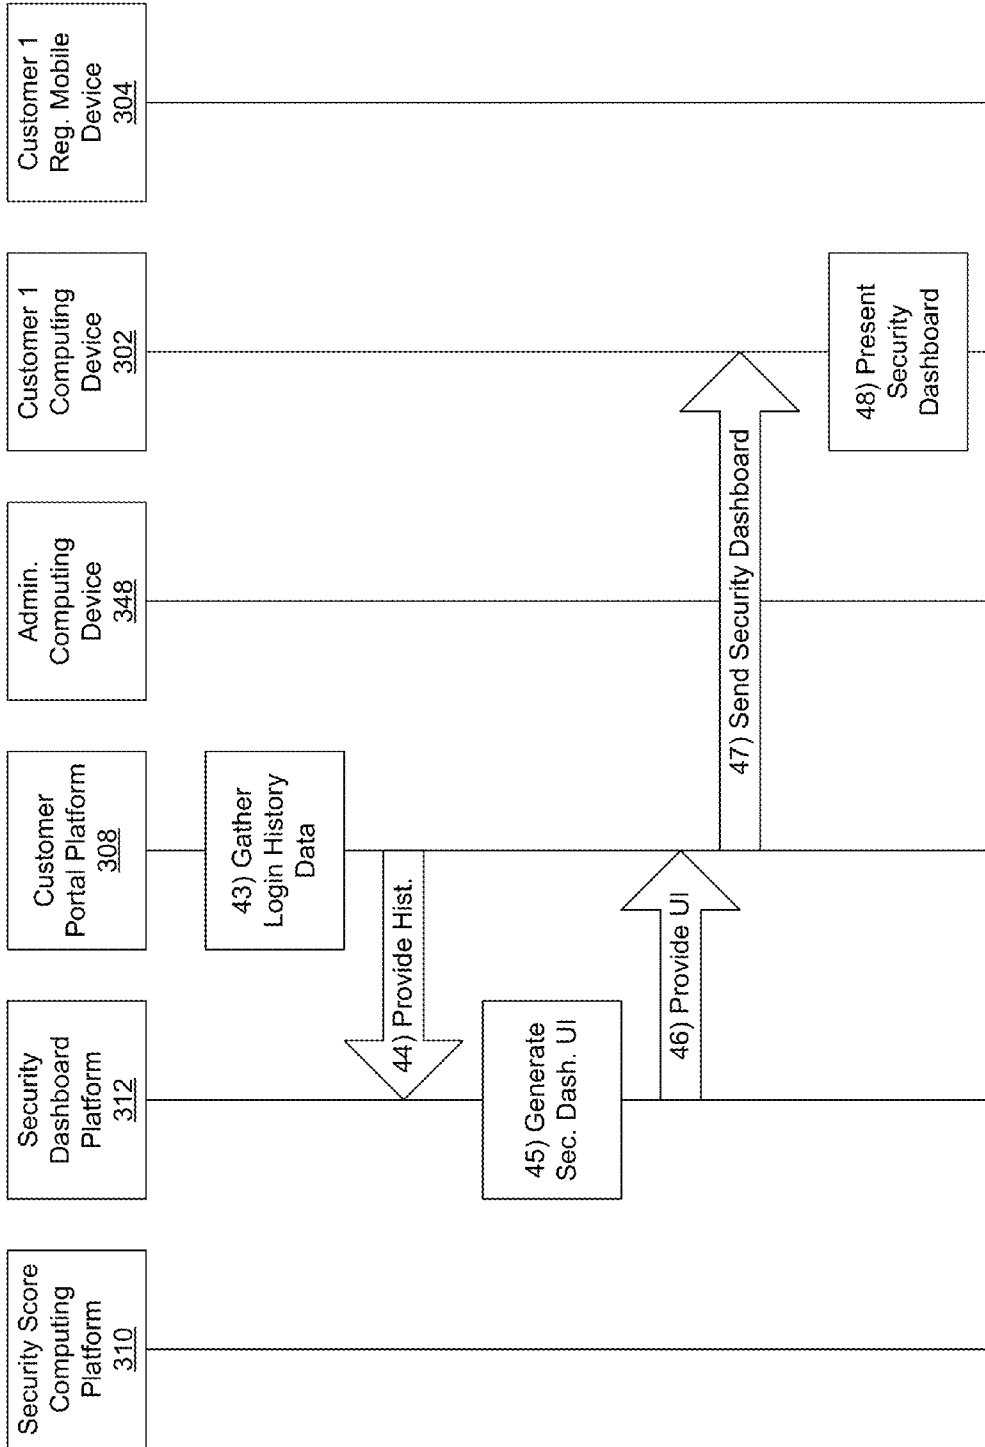 Security Score
Computing
Platform
310
Security
Dashboard
Platform
312
Customer
Portal Platform
308
Admin.
Computing
Device
348
Customer 1
Computing
Device
302
Customer 1
Reg. Mobile
Device
304
43) Gather
Login History
Data
44) Provide Hist.
45) Generate
Sec. Dash. UI
46) Provide UI
47) Send Security Dashboard
48) Present
Security
Dashboard